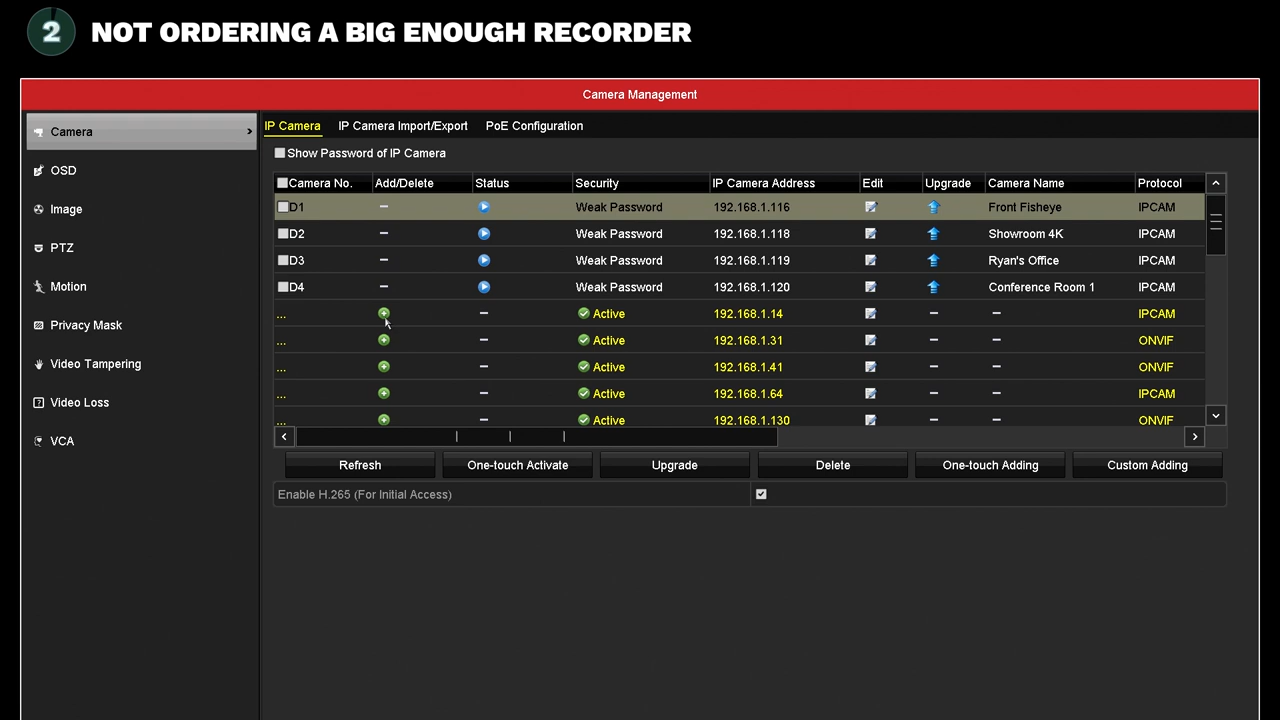 2 NOT ORDERING A BIG ENOUGH RECORDER
Camera Management
Camera
OSD
Image
PTZ
Motion
Privacy Mask
Video Tampering
Video Loss
VCA
IP Camera IP Camera Import/Export PoE Configuration
Show Password of IP Camera
Camera No. Add/Delete Status Security IP Camera Address Edit Upgrade Camera Name Protocol
D1 – Weak Password 192.168.1.116 Front Fisheye IPCAM
D2 – Weak Password 192.168.1.118 Showroom 4K IPCAM
D3 – Weak Password 192.168.1.119 Ryan's Office IPCAM
D4 – Weak Password 192.168.1.120 Conference Room 1 IPCAM
... – Active 192.168.1.14 – – IPCAM
... – Active 192.168.1.31 – – ONVIF
... – Active 192.168.1.41 – – ONVIF
... – Active 192.168.1.64 – – IPCAM
... – Active 192.168.1.130 – – ONVIF
Refresh One-touch Activate Upgrade Delete One-touch Adding Custom Adding
Enable H.265 (For Initial Access)